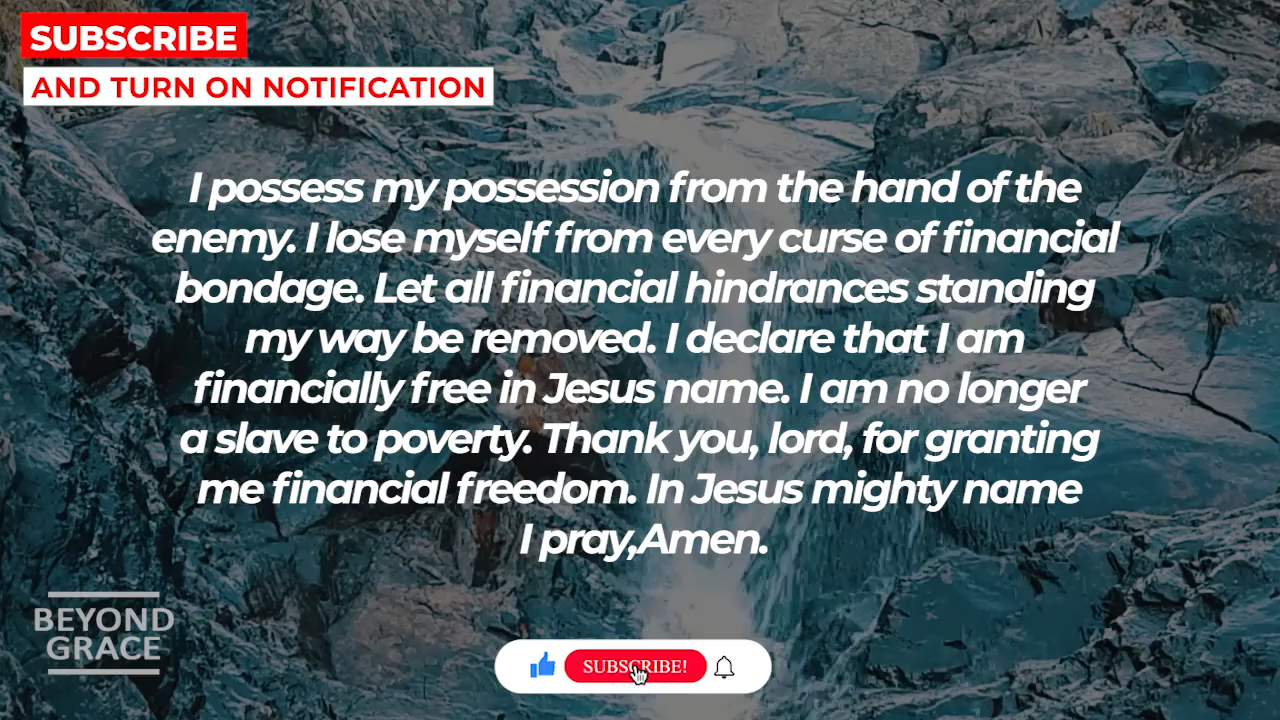 SUBSCRIBE
AND TURN ON NOTIFICATION
I possess my possession from the hand of the
enemy. I lose myself from every curse of financial
bondage. Let all financial hindrances standing
my way be removed. I declare that I am
financially free in Jesus name. I am no longer
a slave to poverty. Thank you, lord, for granting
me financial freedom. In Jesus mighty name
I pray,Amen.
BEYOND
GRACE
SUBSCRIBE!